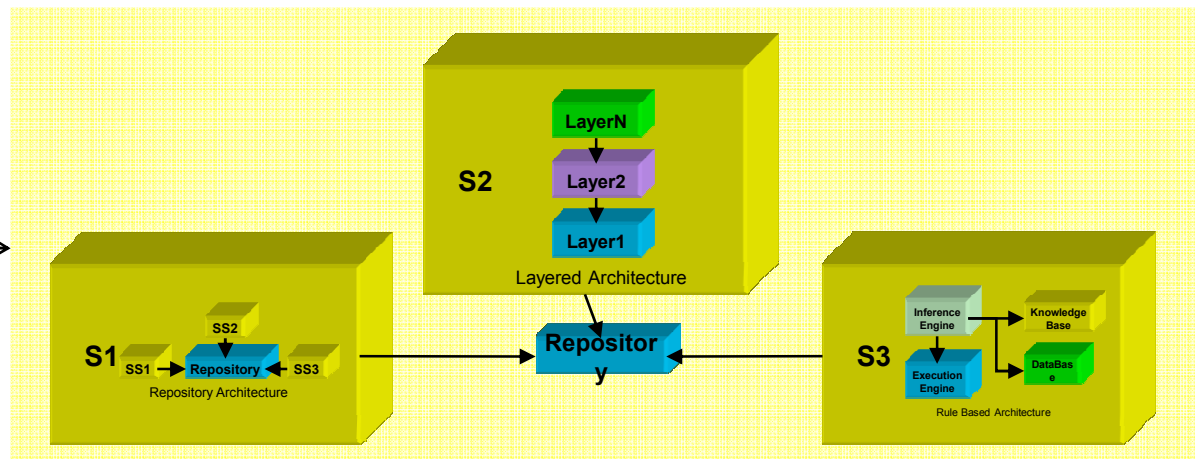 S2
LayerN
Layer2
Layer1
Layered Architecture
S1
SS2
SS1
Repository
SS3
Repository Architecture
Repositor
y
S3
Inference
Engine
Knowledge
Base
Execution
Engine
DataBas
e
Rule Based Architecture